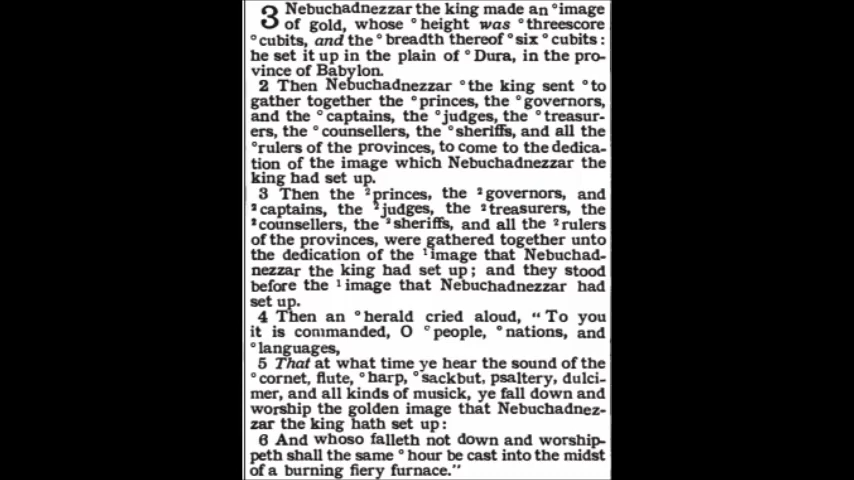 3 Nebuchadnezzar the king made an °image
of gold, whose °height was °threescore
°cubits, and the °breadth thereof °six °cubits:
he set it up in the plain of °Dura, in the pro-
vince of Babylon.
2 Then Nebuchadnezzar °the king sent °to
gather together the °princes, the °governors,
and the °captains, the °judges, the °treasur-
ers, the °counsellers, the °sheriffs, and all the
°rulers of the provinces, to come to the dedica-
tion of the image which Nebuchadnezzar the
king had set up.
3 Then the ²princes, the ²governors, and
²captains, the ²judges, the ²treasurers, the
²counsellers, the ²sheriffs, and all the ²rulers
of the provinces, were gathered together unto
the dedication of the ¹image that Nebuchad-
nezzar the king had set up; and they stood
before the ¹image that Nebuchadnezzar had
set up.
4 Then an °herald cried aloud, "To you
it is commanded, O °people, °nations, and
°languages,
5 That at what time ye hear the sound of the
°cornet, flute, °harp, °sackbut, psaltery, dulci-
mer, and all kinds of musick, ye fall down and
worship the golden image that Nebuchadnez-
zar the king hath set up:
6 And whoso falleth not down and worship-
peth shall the same °hour be cast into the midst
of a burning fiery furnace."